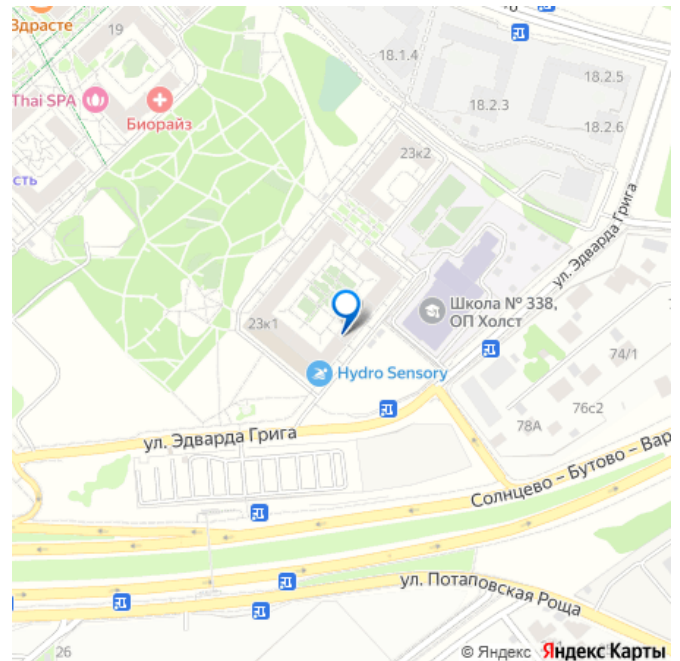 Здрасте
19
Thai SPA
Биорайз
сть
18.1.4
18.2.5
18.2.3
18.2.6
23к2
ул. Эдварда Грига
Школа № 338,
ОП Холст
23к1
Hydro Sensory
74/1
76с2
78А
ул. Эдварда Грига
Солнцево – Бутово – Вар
ул. Потаповская Роща
26
© Яндекс Яндекс Карты